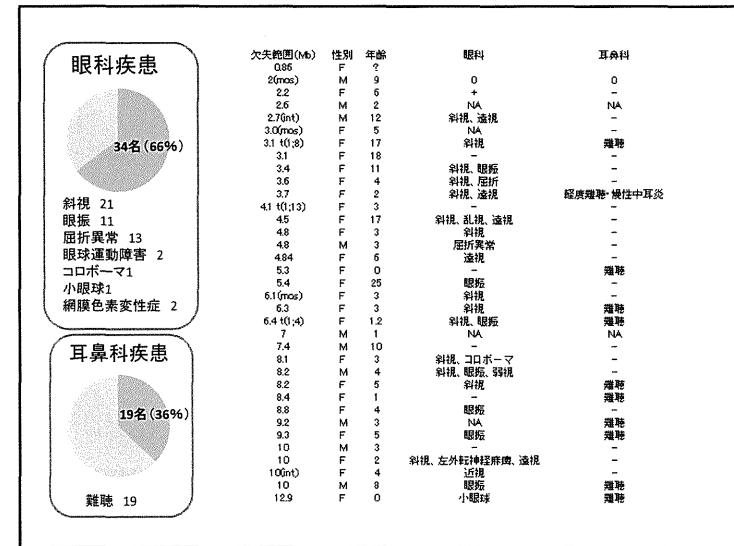 眼科疾患
34名(66%)
斜視 21
眼振 11
屈折異常 13
眼球運動障害 2
コロボーマ1
小眼球1
網膜色素変性症 2
耳鼻科疾患
19名(36%)
難聴 19
欠失範囲(Mb) 性別 年齢 眼科 耳鼻科
0.86 F ?
2(mos) M 9 0 0
2.2 F 6 + -
2.6 M 2 NA NA
2.7(int) M 12 斜視、遠視 -
3.0(mos) F 5 NA -
3.1 t(1;8) F 17 斜視 難聴
3.1 F 18 - -
3.4 F 11 斜視、眼振 -
3.6 F 4 斜視、屈折 -
3.7 F 2 斜視、遠視 軽度難聴・慢性中耳炎
4.1 t(1;13) F 3 - -
4.5 F 17 斜視、乱視、遠視 -
4.8 F 3 斜視 -
4.8 M 3 屈折異常 -
4.84 F 6 遠視 -
5.3 F 0 - 難聴
5.4 F 25 眼振 -
6.1(mos) F 3 斜視 -
6.3 F 3 斜視 難聴
6.4 t(1;4) F 1.2 斜視、眼振 難聴
7 M 1 NA NA
7.4 M 10 - -
8.1 F 3 斜視、コロボーマ -
8.2 M 4 斜視、眼振、弱視 -
8.2 F 5 斜視 難聴
8.4 F 1 - 難聴
8.8 F 4 眼振 -
9.2 M 3 NA 難聴
9.3 F 5 眼振 難聴
10 M 3 - -
10 F 2 斜視、左外転神経麻痺、遠視 -
10(int) F 4 近視 -
10 M 8 眼振 難聴
12.9 F 0 小眼球 難聴